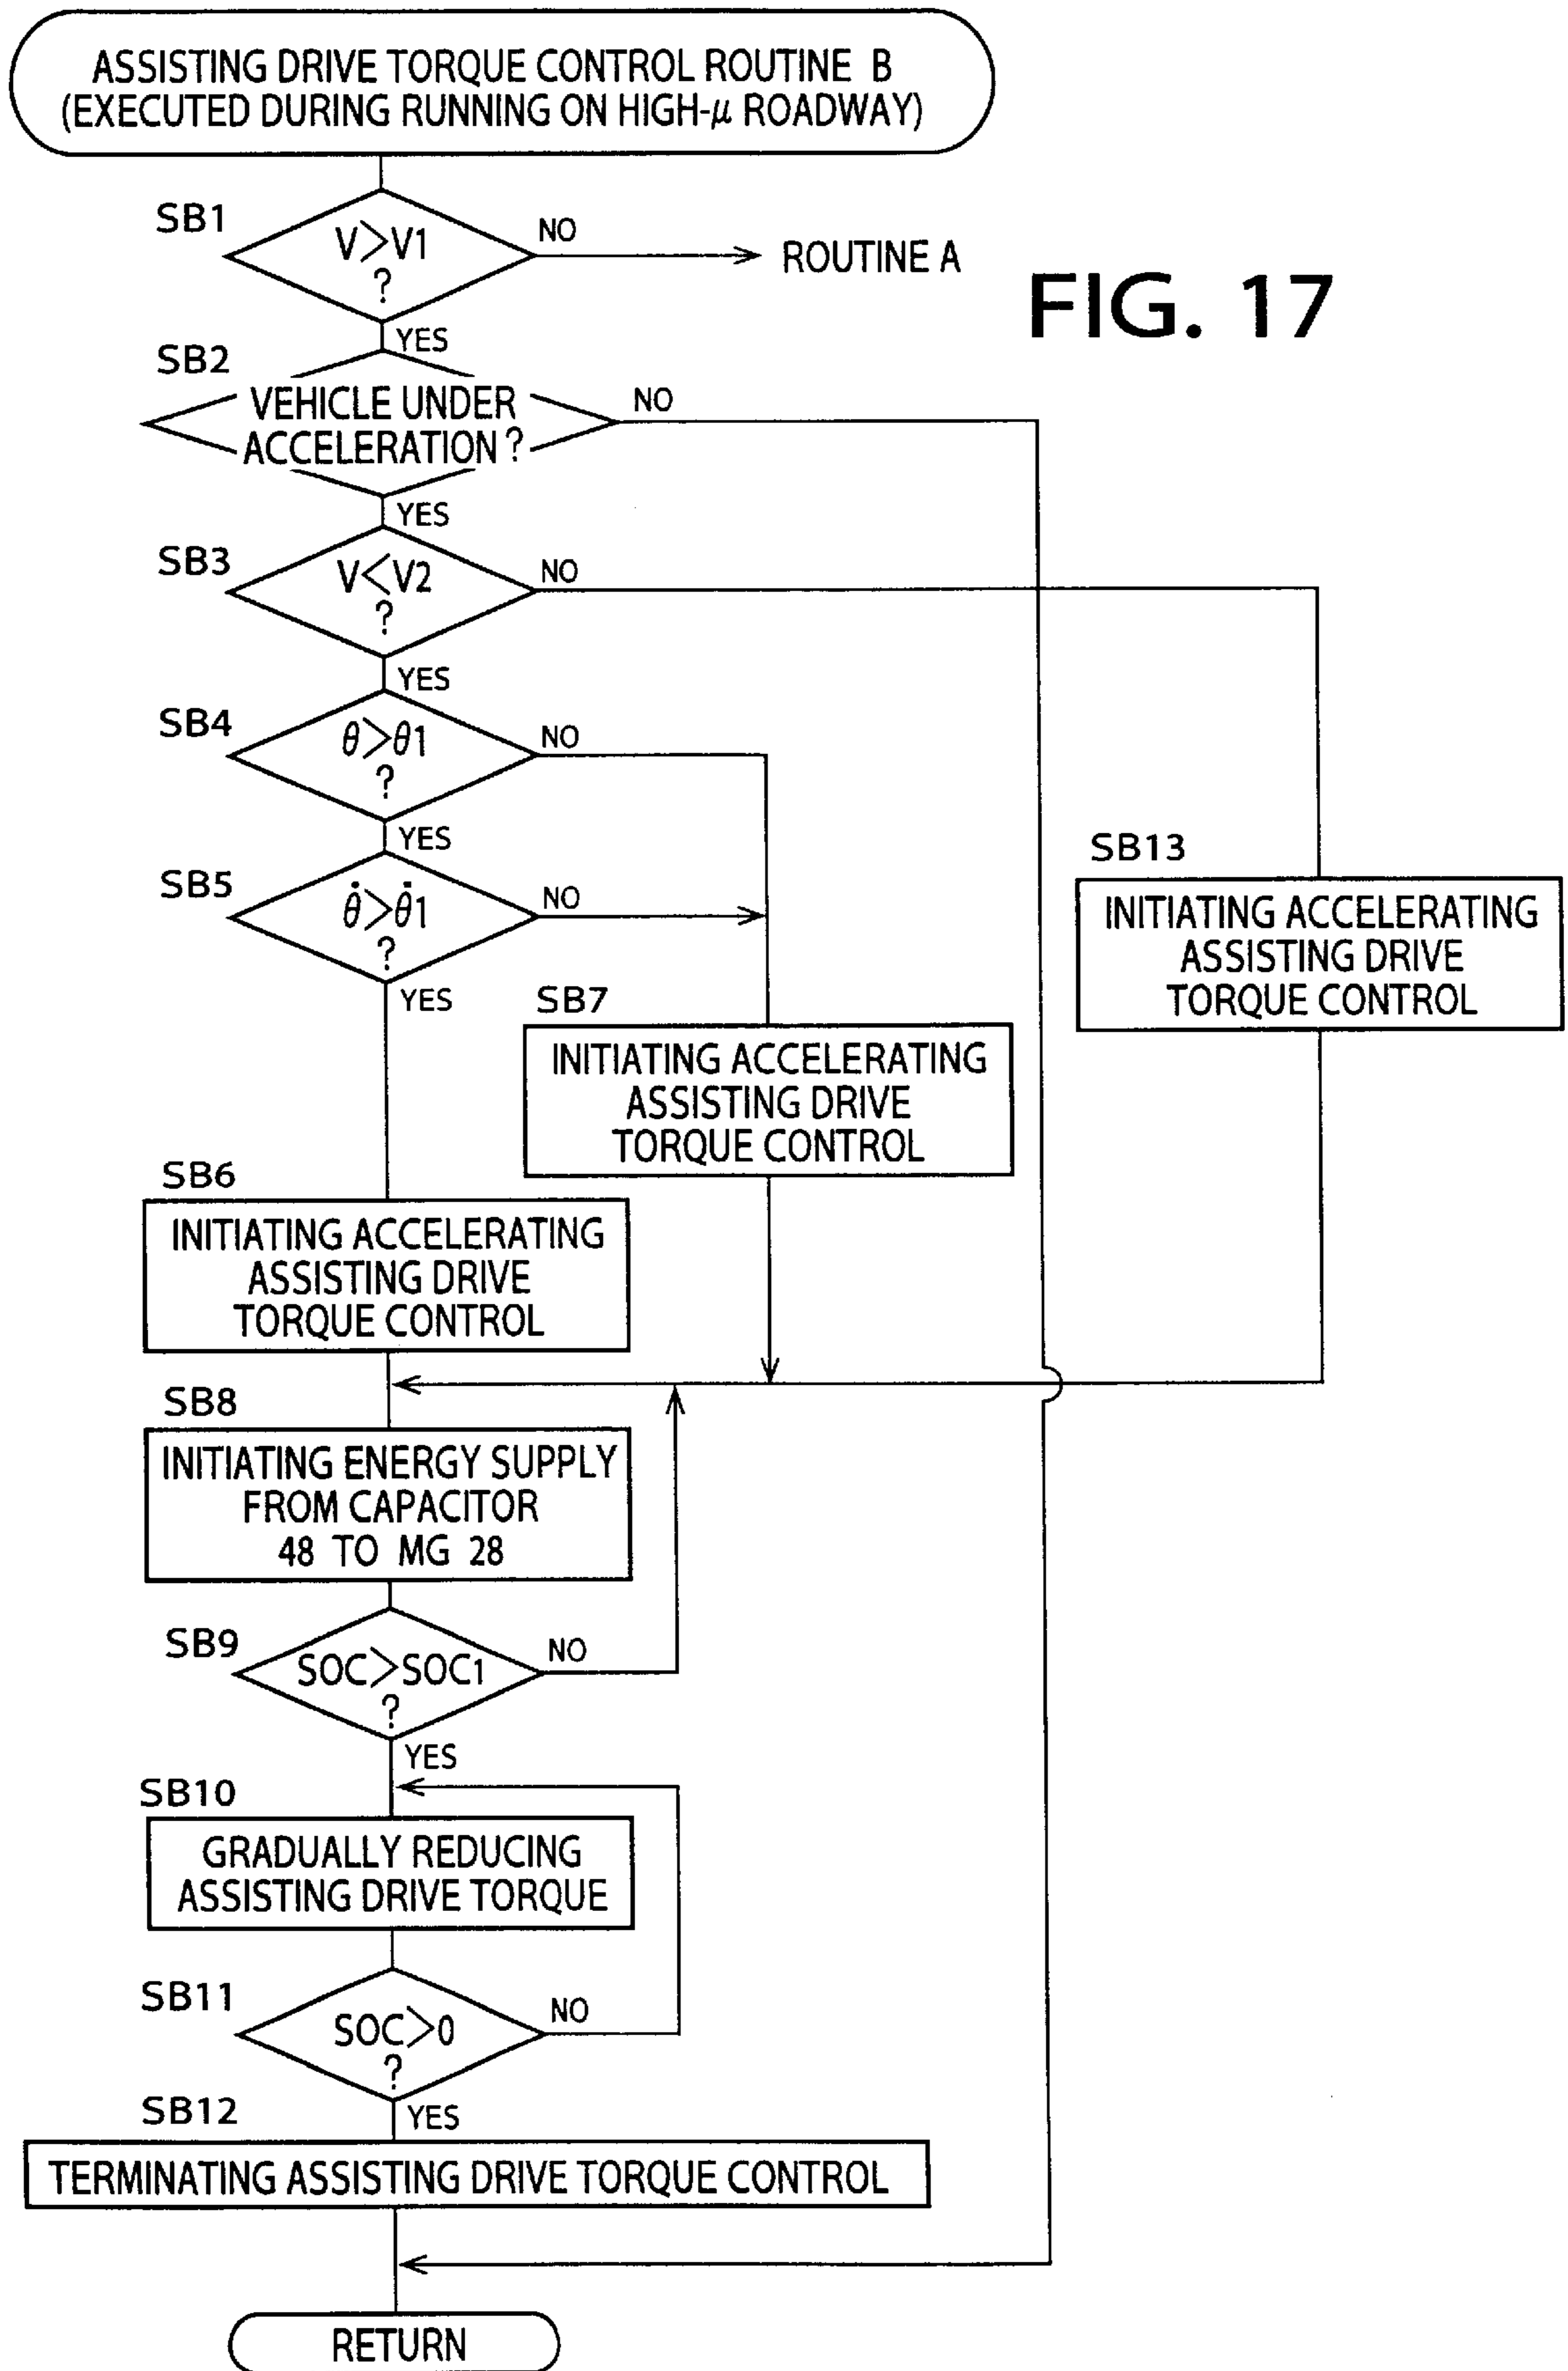 ASSISTING DRIVE TORQUE CONTROL ROUTINE B
(EXECUTED DURING RUNNING ON HIGH-μ ROADWAY)
SB1
V>V1
?
NO
ROUTINE A
FIG. 17
YES
SB2
VEHICLE UNDER
ACCELERATION?
NO
YES
SB3
V<V2
?
NO
YES
SB4
θ>θ1
?
NO
YES
SB5
θ̇>θ̇1
?
NO
YES
SB13
INITIATING ACCELERATING
ASSISTING DRIVE
TORQUE CONTROL
SB7
INITIATING ACCELERATING
ASSISTING DRIVE
TORQUE CONTROL
SB6
INITIATING ACCELERATING
ASSISTING DRIVE
TORQUE CONTROL
SB8
INITIATING ENERGY SUPPLY
FROM CAPACITOR
48 TO MG 28
SB9
SOC>SOC1
?
NO
YES
SB10
GRADUALLY REDUCING
ASSISTING DRIVE TORQUE
SB11
SOC>0
?
NO
YES
SB12
TERMINATING ASSISTING DRIVE TORQUE CONTROL
RETURN